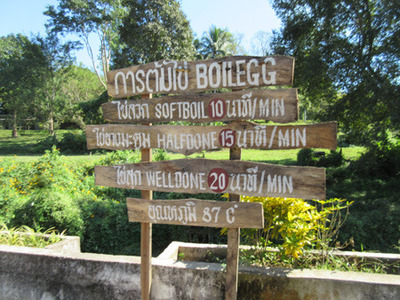 การต้มไข่ BOILEGG
ไข่ลวก SOFTBOIL 10 นาที/MIN
ไข่ยางมะตูม HALFDONE 15 นาที/MIN
ไข่สุก WELLDONE 20 นาที/MIN
อุณหภูมิ 87 C